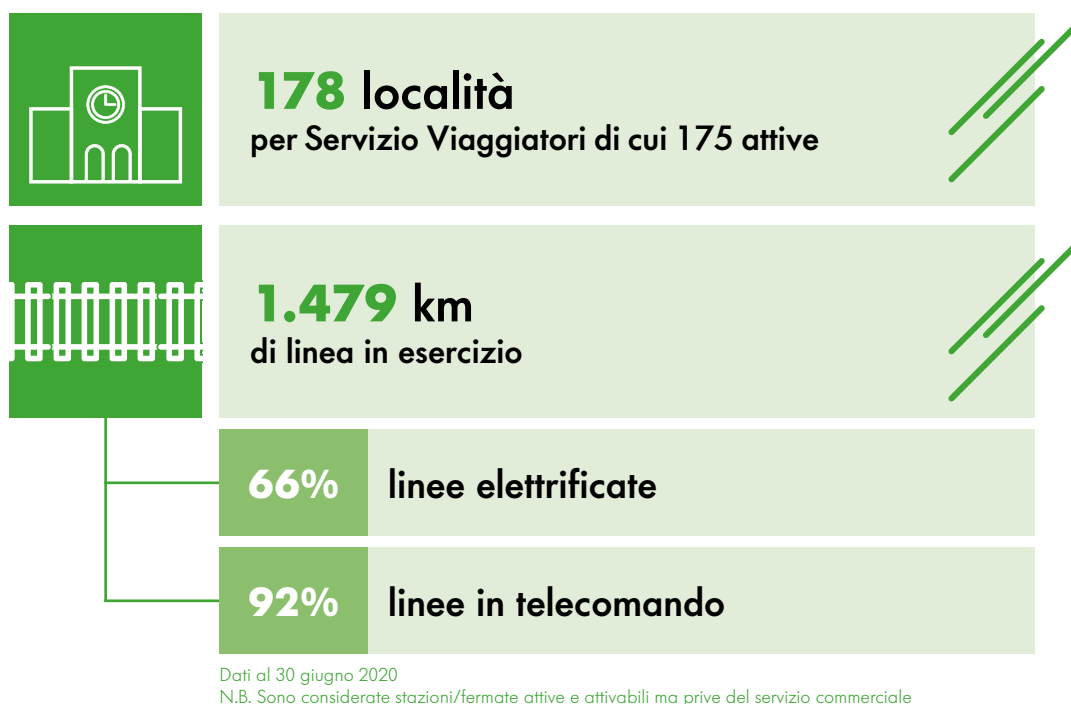 178 località
per Servizio Viaggiatori di cui 175 attive
1.479 km
di linea in esercizio
66% linee elettrificate
92% linee in telecomando
Dati al 30 giugno 2020
N.B. Sono considerate stazioni/fermate attive e attivabili ma prive del servizio commerciale